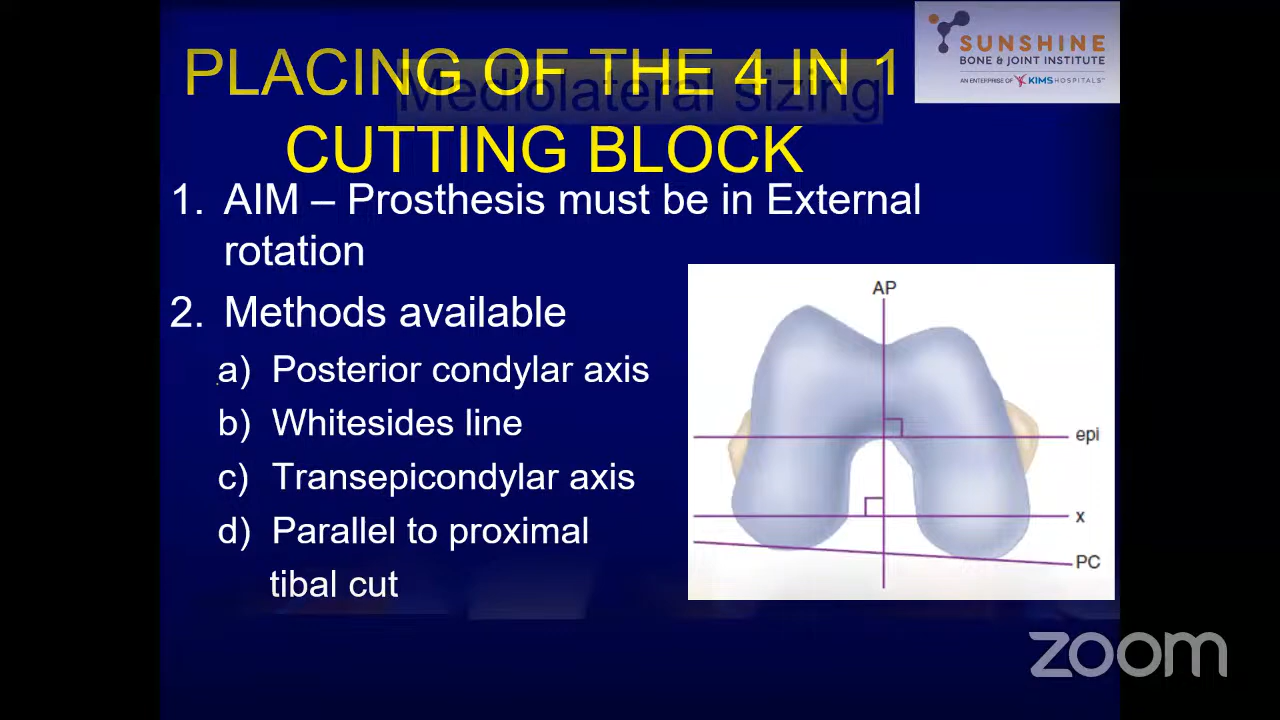 PLACING OF THE 4 IN 1
Mediolateral sizing
CUTTING BLOCK
SUNSHINE
BONE & JOINT INSTITUTE
AN ENTERPRISE OF KIMS HOSPITALS
1. AIM – Prosthesis must be in External
rotation
2. Methods available
a) Posterior condylar axis
b) Whitesides line
c) Transepicondylar axis
d) Parallel to proximal
tibal cut
AP
epi
x
PC
zoom